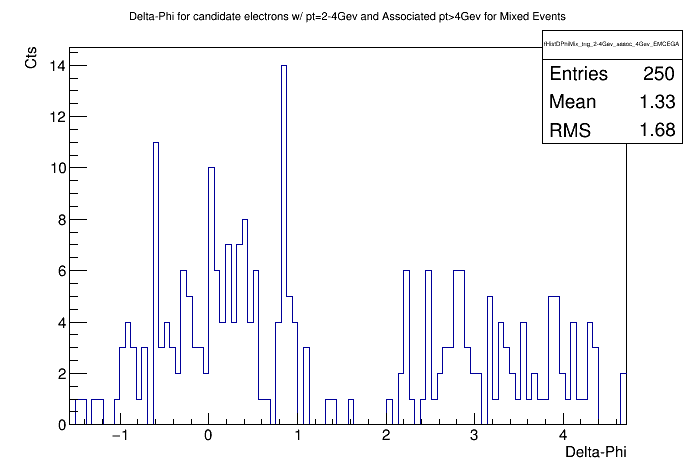 Delta-Phi for candidate electrons w/ pt=2-4Gev and Associated pt>4Gev for Mixed Events
fHistDPhiMix_trig_2-4Gev_assoc_4Gev_EMCEGA
Entries 250
Mean 1.33
RMS 1.68
Cts
14
12
10
8
6
4
2
0
−1 0 1 2 3 4
Delta-Phi